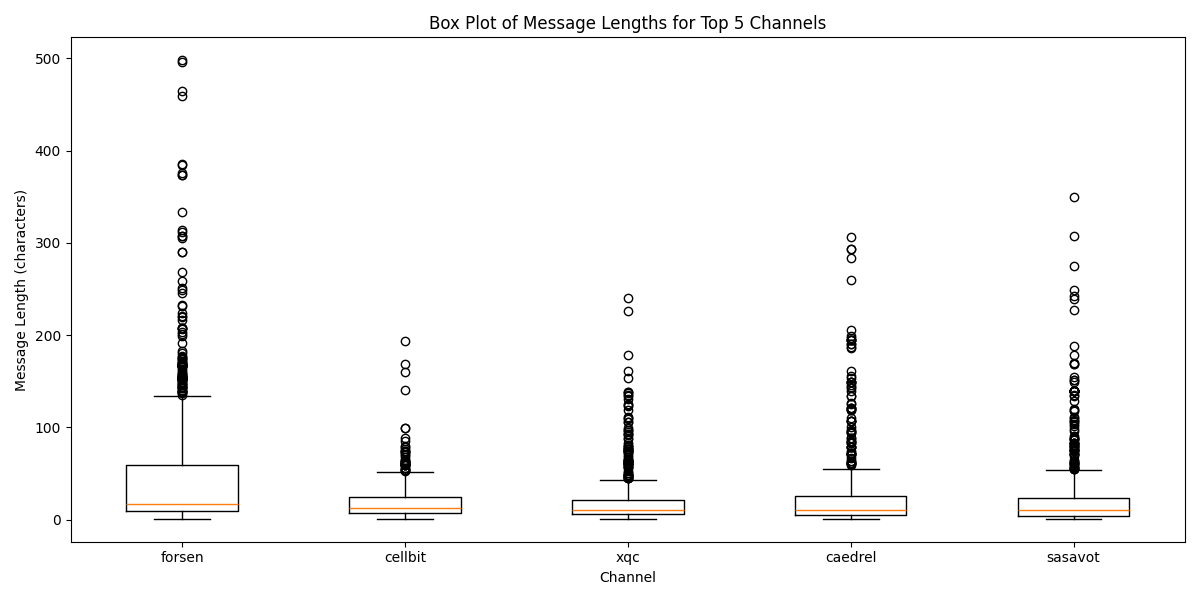 Box Plot of Message Lengths for Top 5 Channels
Message Length (characters)
500
400
300
200
100
0
forsen cellbit xqc caedrel sasavot
Channel